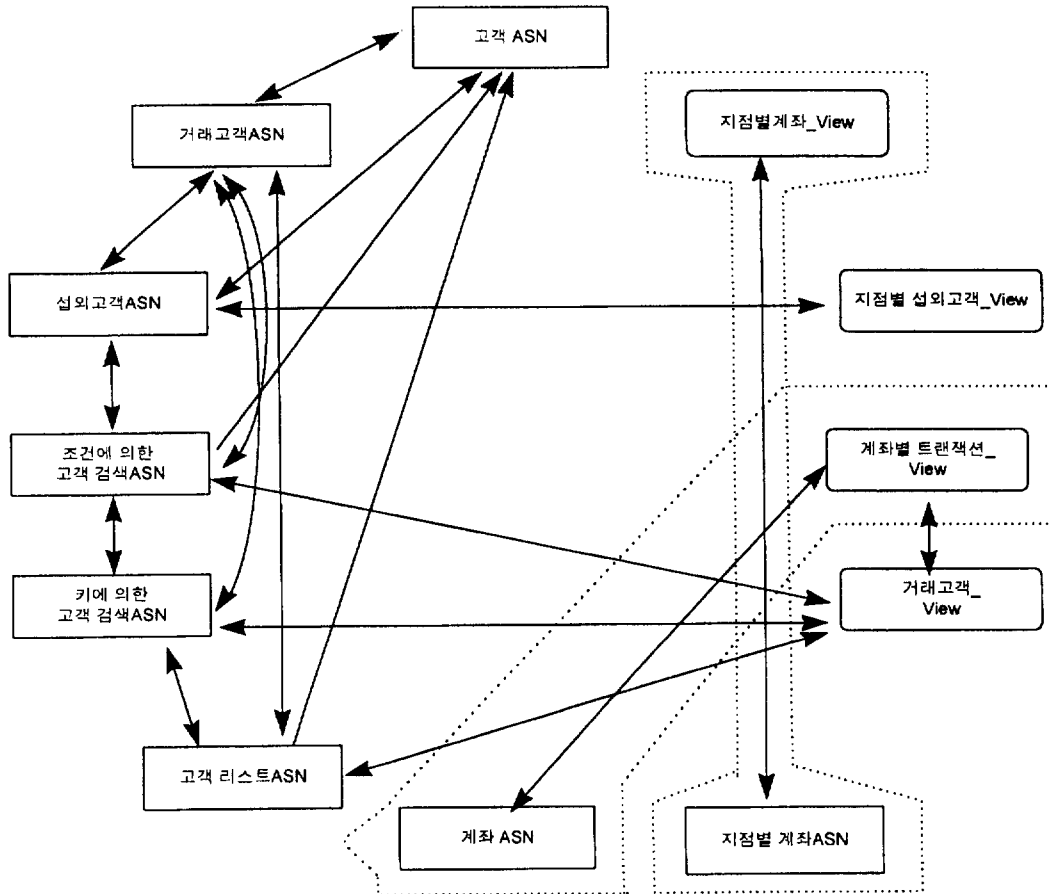 고객 ASN
지점별계좌_View
거래고객ASN
섭외고객ASN
지점별 섭외고객_View
조건에 의한
고객 검색ASN
계좌별 트랜잭션_
View
키에 의한
고객 검색ASN
거래고객_
View
고객 리스트ASN
계좌 ASN
지점별 계좌ASN